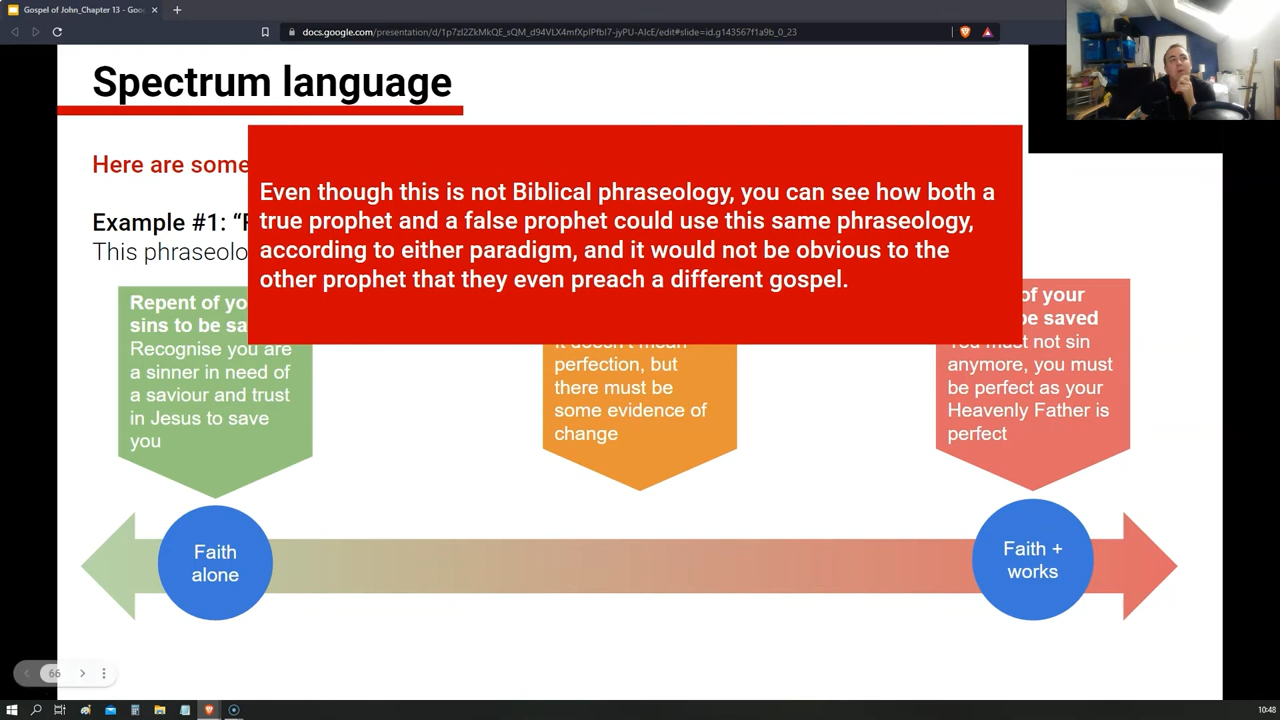 Gospel of John_Chapter 13 - Goo
docs.google.com/presentation/d/1p7zI2ZkMkQE_sQM_d94VLX4mfXpIPfbI7-jyPU-AIcE/edit#slide=id.g143567f1a9b_0_23
Spectrum language
Here are some
Even though this is not Biblical phraseology, you can see how both a
true prophet and a false prophet could use this same phraseology,
according to either paradigm, and it would not be obvious to the
other prophet that they even preach a different gospel.
Example #1: “
This phraseolo
Repent of yo
sins to be sa
Recognise you are
a sinner in need of
a saviour and trust
in Jesus to save
you
It doesn't mean
perfection, but
there must be
some evidence of
change
of your
be saved
You must not sin
anymore, you must
be perfect as your
Heavenly Father is
perfect
Faith
alone
Faith +
works
66
10:48